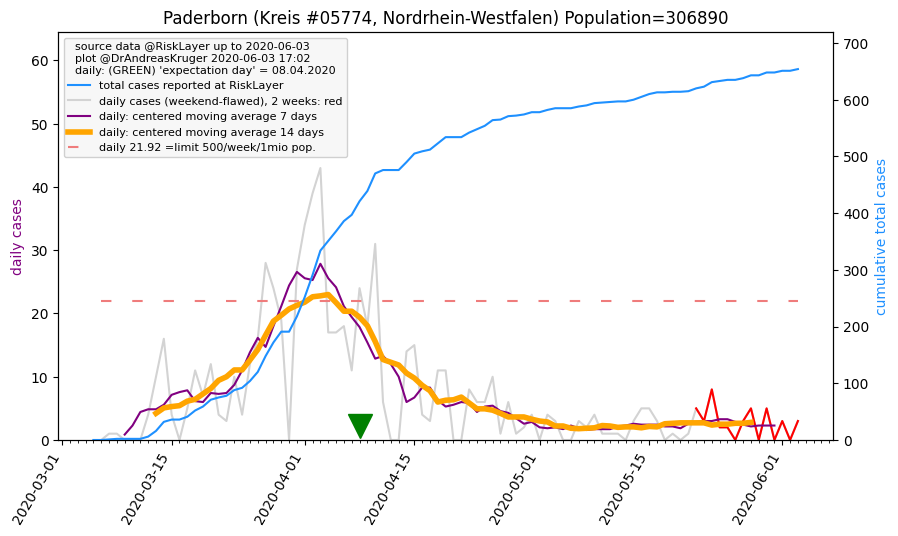 Paderborn (Kreis #05774, Nordrhein-Westfalen) Population=306890
source data @RiskLayer up to 2020-06-03
plot @DrAndreasKruger 2020-06-03 17:02
daily: (GREEN) 'expectation day' = 08.04.2020
total cases reported at RiskLayer
daily cases (weekend-flawed), 2 weeks: red
daily: centered moving average 7 days
daily: centered moving average 14 days
daily 21.92 =limit 500/week/1mio pop.
daily cases
60
50
40
30
20
10
0
cumulative total cases
700
600
500
400
300
200
100
0
2020-03-01
2020-03-15
2020-04-01
2020-04-15
2020-05-01
2020-05-15
2020-06-01